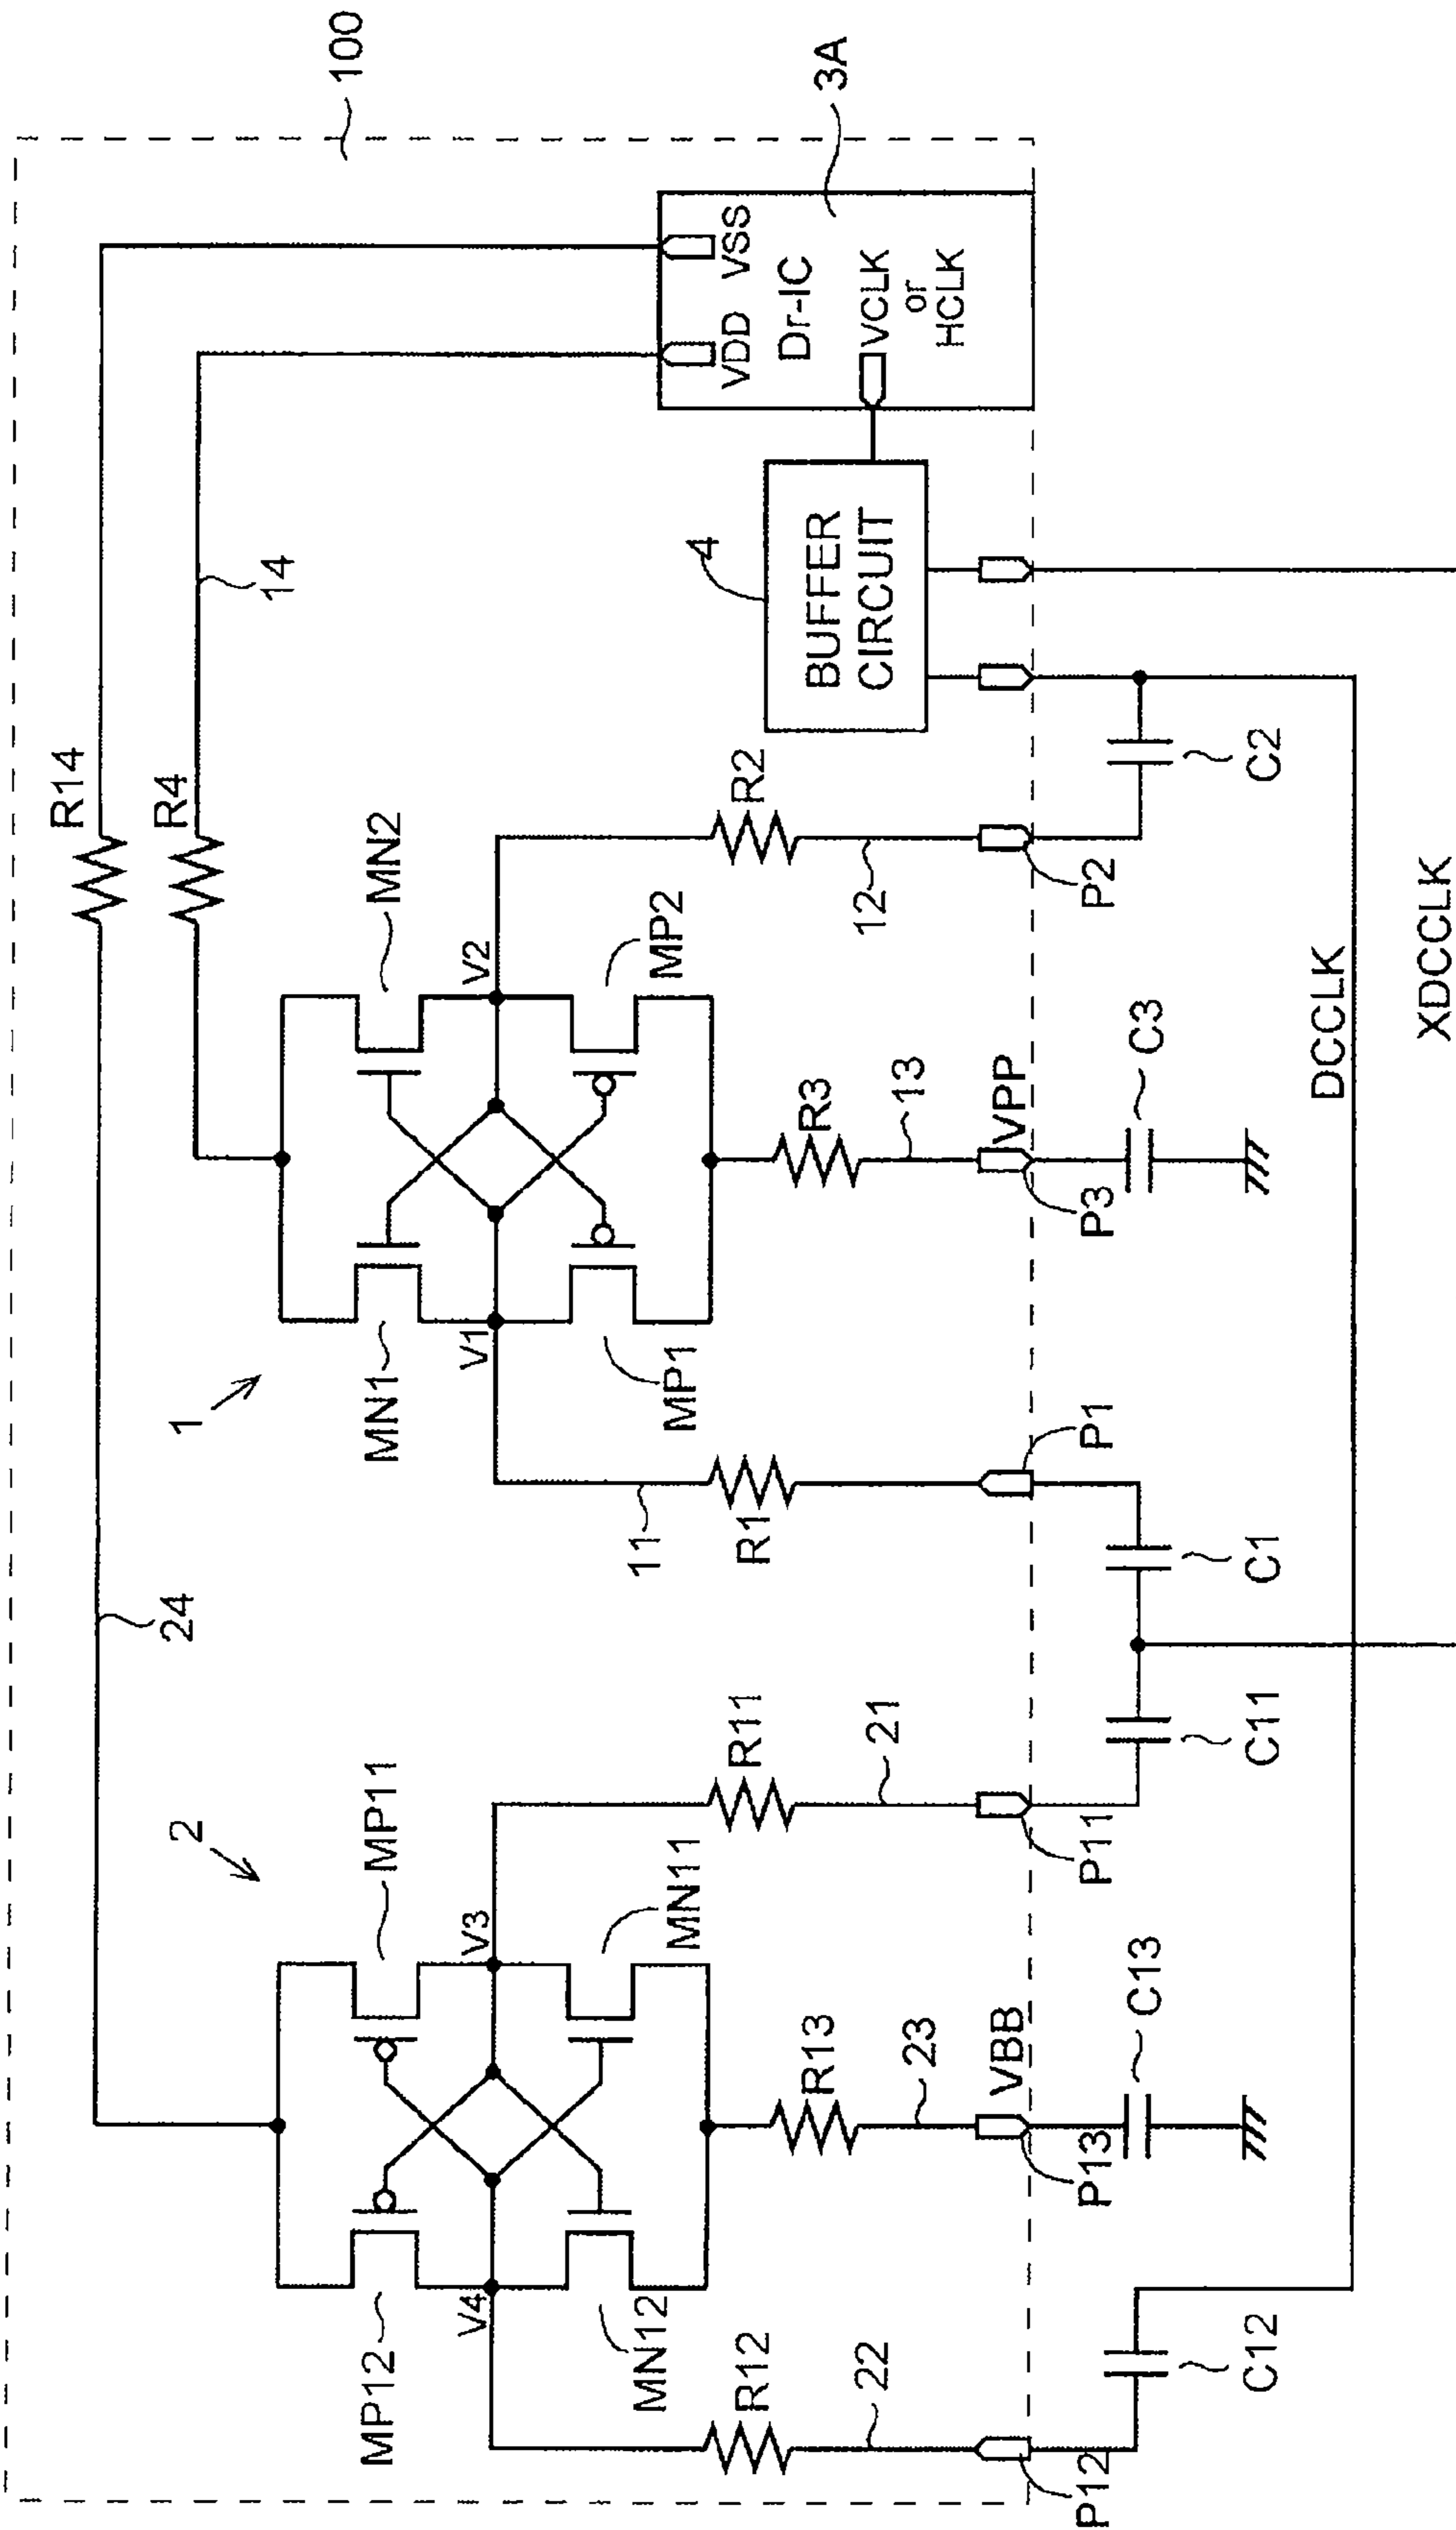 100
R14
R4
14
24
3A
VDD
VSS
Dr-IC
VCLK
or
HCLK
4
BUFFER
CIRCUIT
2
1
MP12
MP11
MN1
MN2
V4
V3
V1
V2
MN12
MN11
MP1
MP2
R12
R13
R11
R1
R3
R2
22
23
21
11
13
12
VBB
VPP
P12
P13
P11
P1
P3
P2
C12
C13
C11
C1
C3
C2
DCCLK
XDCCLK